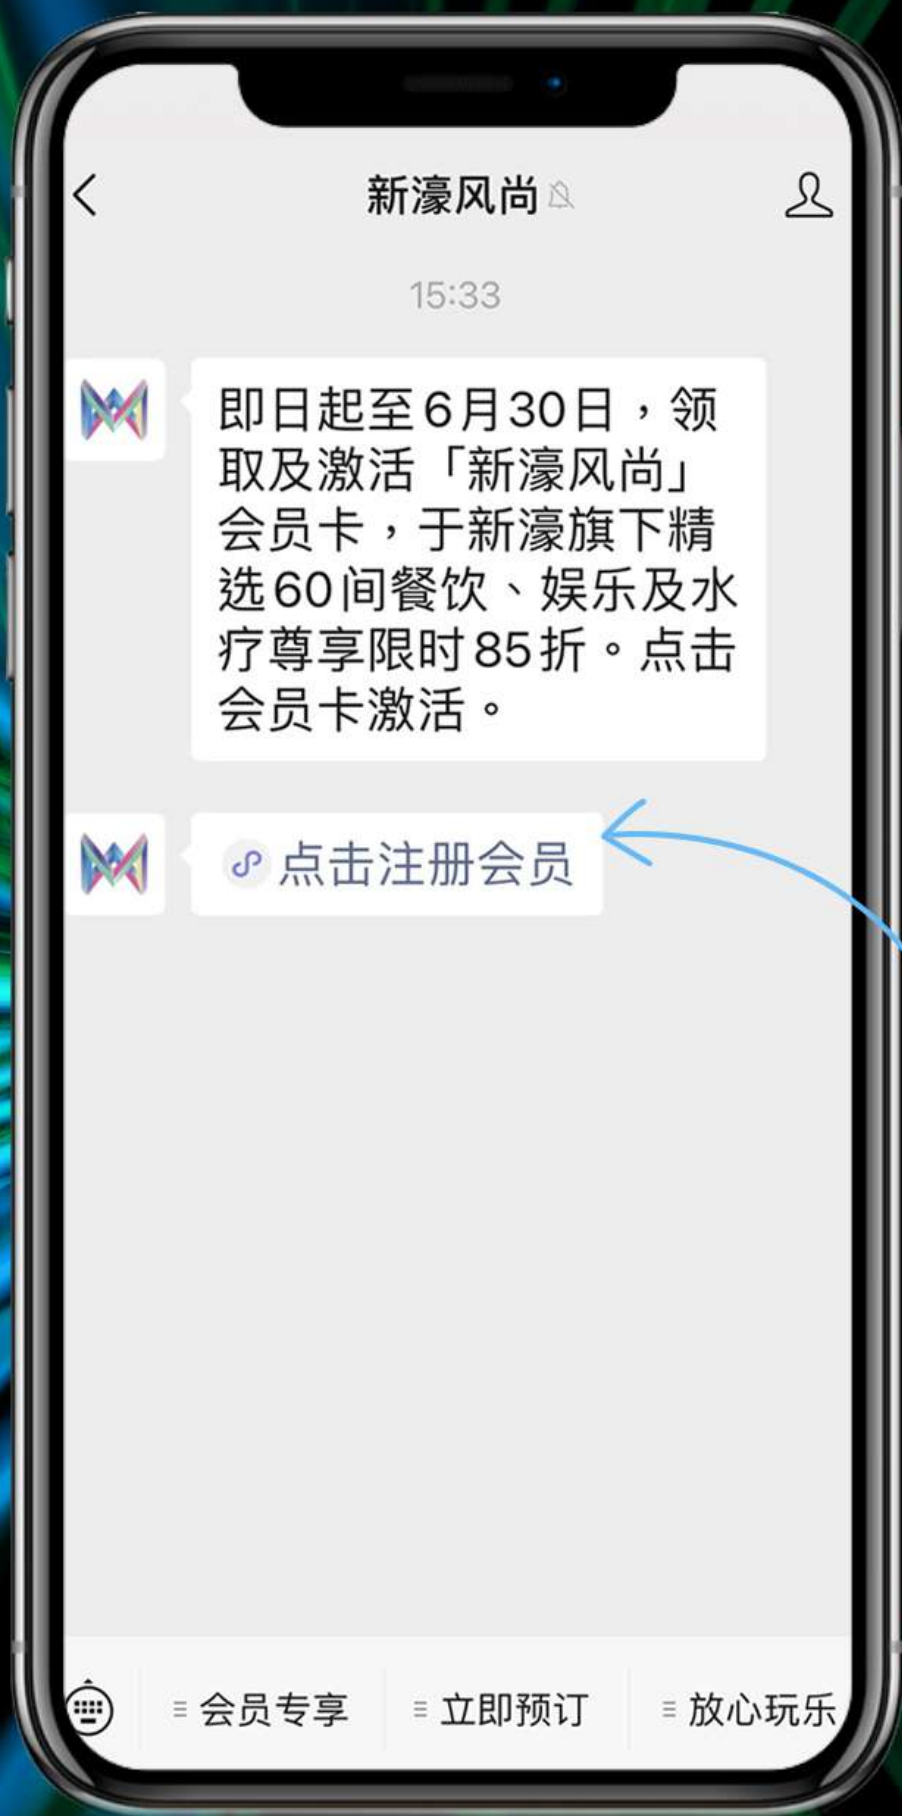 新濠风尚
15:33
即日起至6月30日，领
取及激活「新濠风尚」
会员卡，于新濠旗下精
选60间餐饮、娱乐及水
疗尊享限时85折。点击
会员卡激活。
点击注册会员
会员专享
立即预订
放心玩乐